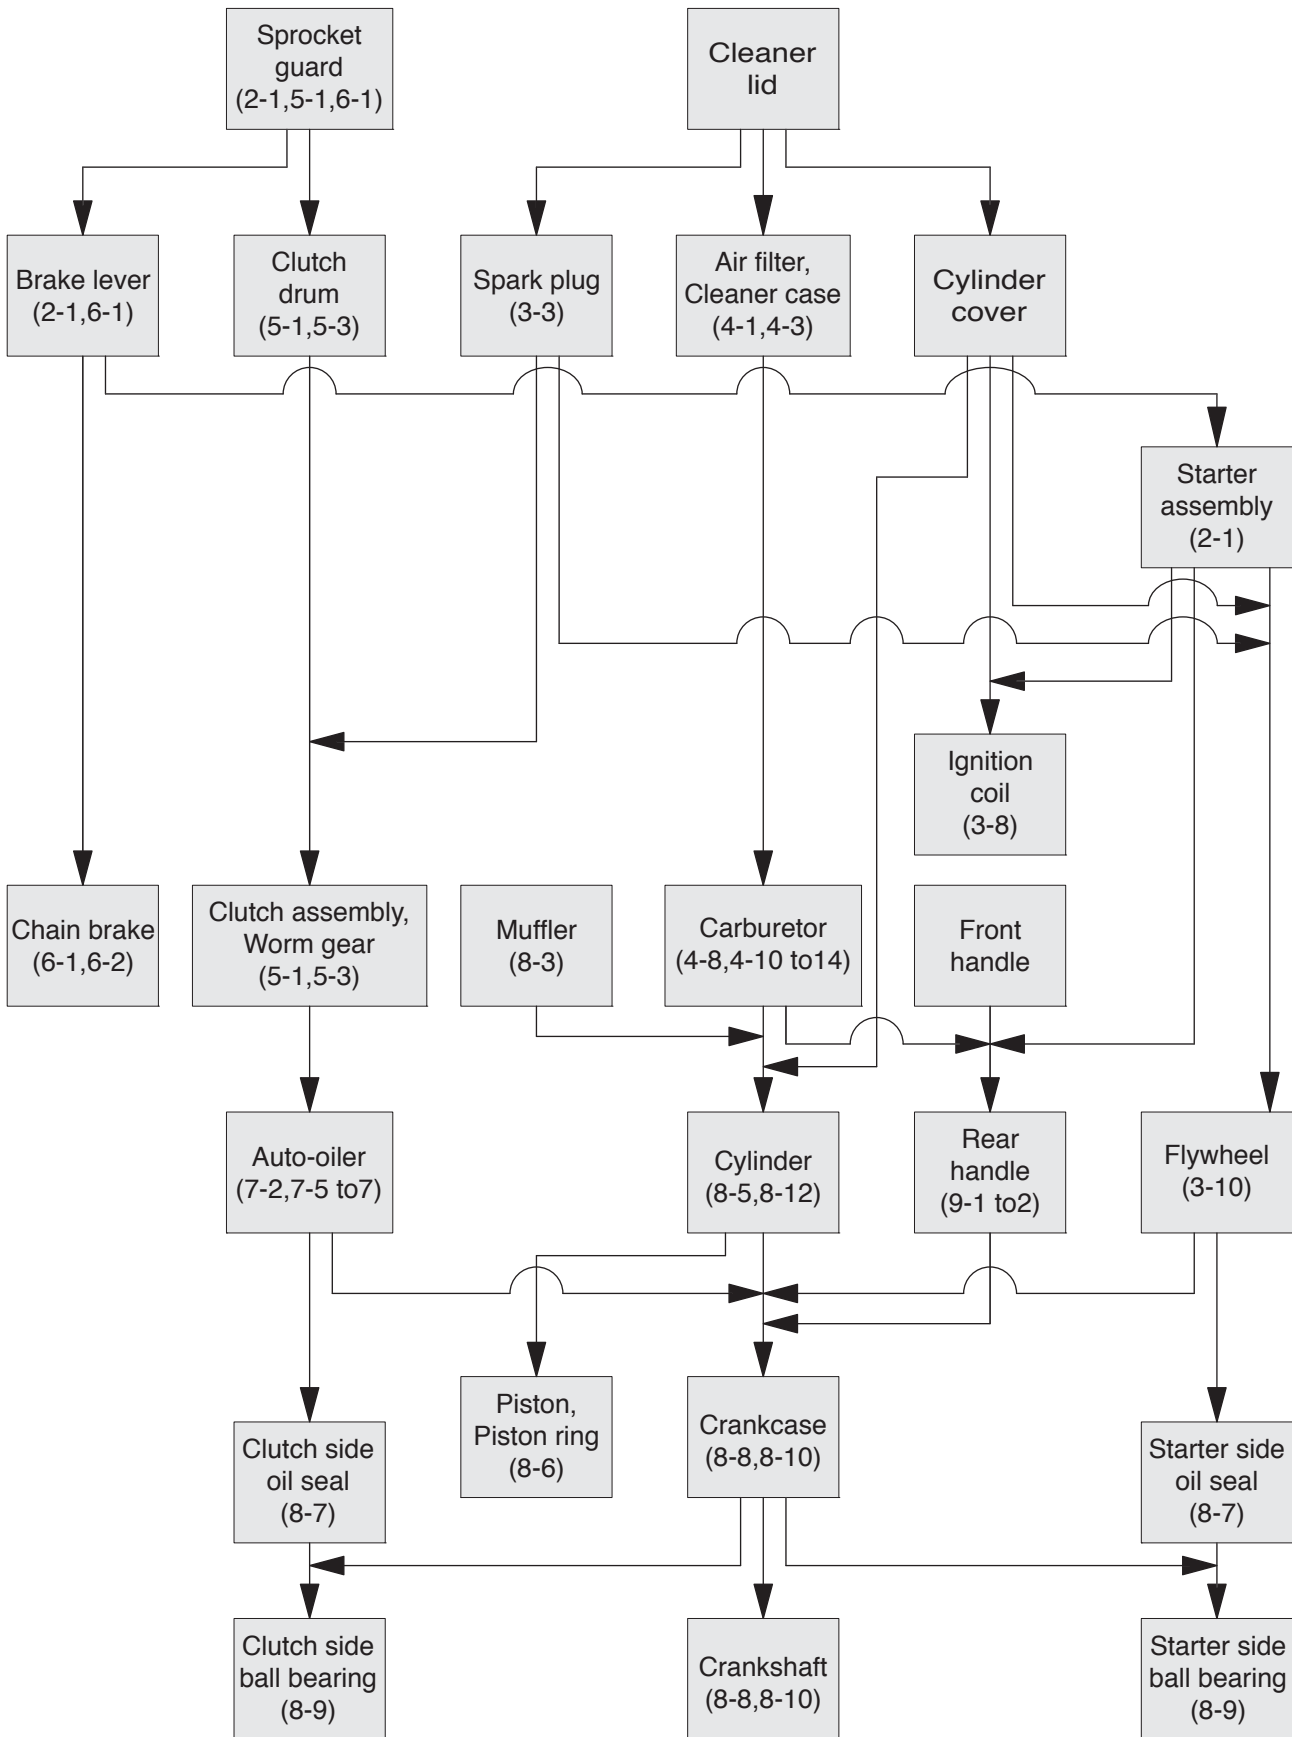 Sprocket
guard
(2-1,5-1,6-1)
Cleaner
lid
Brake lever
(2-1,6-1)
Clutch
drum
(5-1,5-3)
Spark plug
(3-3)
Air filter,
Cleaner case
(4-1,4-3)
Cylinder
cover
Starter
assembly
(2-1)
Ignition
coil
(3-8)
Chain brake
(6-1,6-2)
Clutch assembly,
Worm gear
(5-1,5-3)
Muffler
(8-3)
Carburetor
(4-8,4-10 to14)
Front
handle
Auto-oiler
(7-2,7-5 to7)
Cylinder
(8-5,8-12)
Rear
handle
(9-1 to2)
Flywheel
(3-10)
Piston,
Piston ring
(8-6)
Crankcase
(8-8,8-10)
Clutch side
oil seal
(8-7)
Starter side
oil seal
(8-7)
Clutch side
ball bearing
(8-9)
Crankshaft
(8-8,8-10)
Starter side
ball bearing
(8-9)